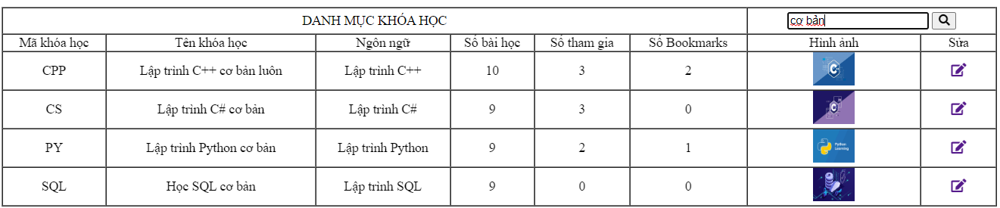 DANH MỤC KHÓA HỌC cơ bản
Mã khóa học Tên khóa học Ngôn ngữ Số bài học Số tham gia Số Bookmarks Hình ảnh Sửa
CPP Lập trình C++ cơ bản luôn Lập trình C++ 10 3 2 C++
CS Lập trình C# cơ bản Lập trình C# 9 3 0 C
PY Lập trình Python cơ bản Lập trình Python 9 2 1 Python
Learning
SQL Học SQL cơ bản Lập trình SQL 9 0 0